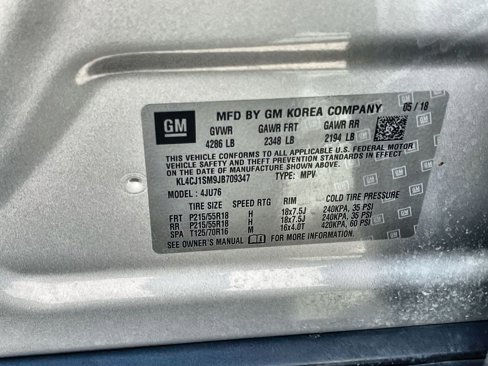 GM
MFD BY GM KOREA COMPANY 05 / 18
GVWR GAWR FRT GAWR RR
4286 LB 2348 LB 2194 LB
THIS VEHICLE CONFORMS TO ALL APPLICABLE U.S. FEDERAL MOTOR
VEHICLE SAFETY AND THEFT PREVENTION STANDARDS IN EFFECT ON THE
DATE OF MANUFACTURE SHOWN ABOVE.
KL4CJ1SM9JB709347 TYPE: MPV
MODEL : 4JU76
TIRE SIZE SPEED RTG RIM COLD TIRE PRESSURE
FRT P215/55R18 H 18x7.5J 240KPA, 35 PSI
RR P215/55R18 H 18x7.5J 240KPA, 35 PSI
SPA T125/70R16 M 16x4.0T 420KPA, 60 PSI
SEE OWNER'S MANUAL FOR MORE INFORMATION.